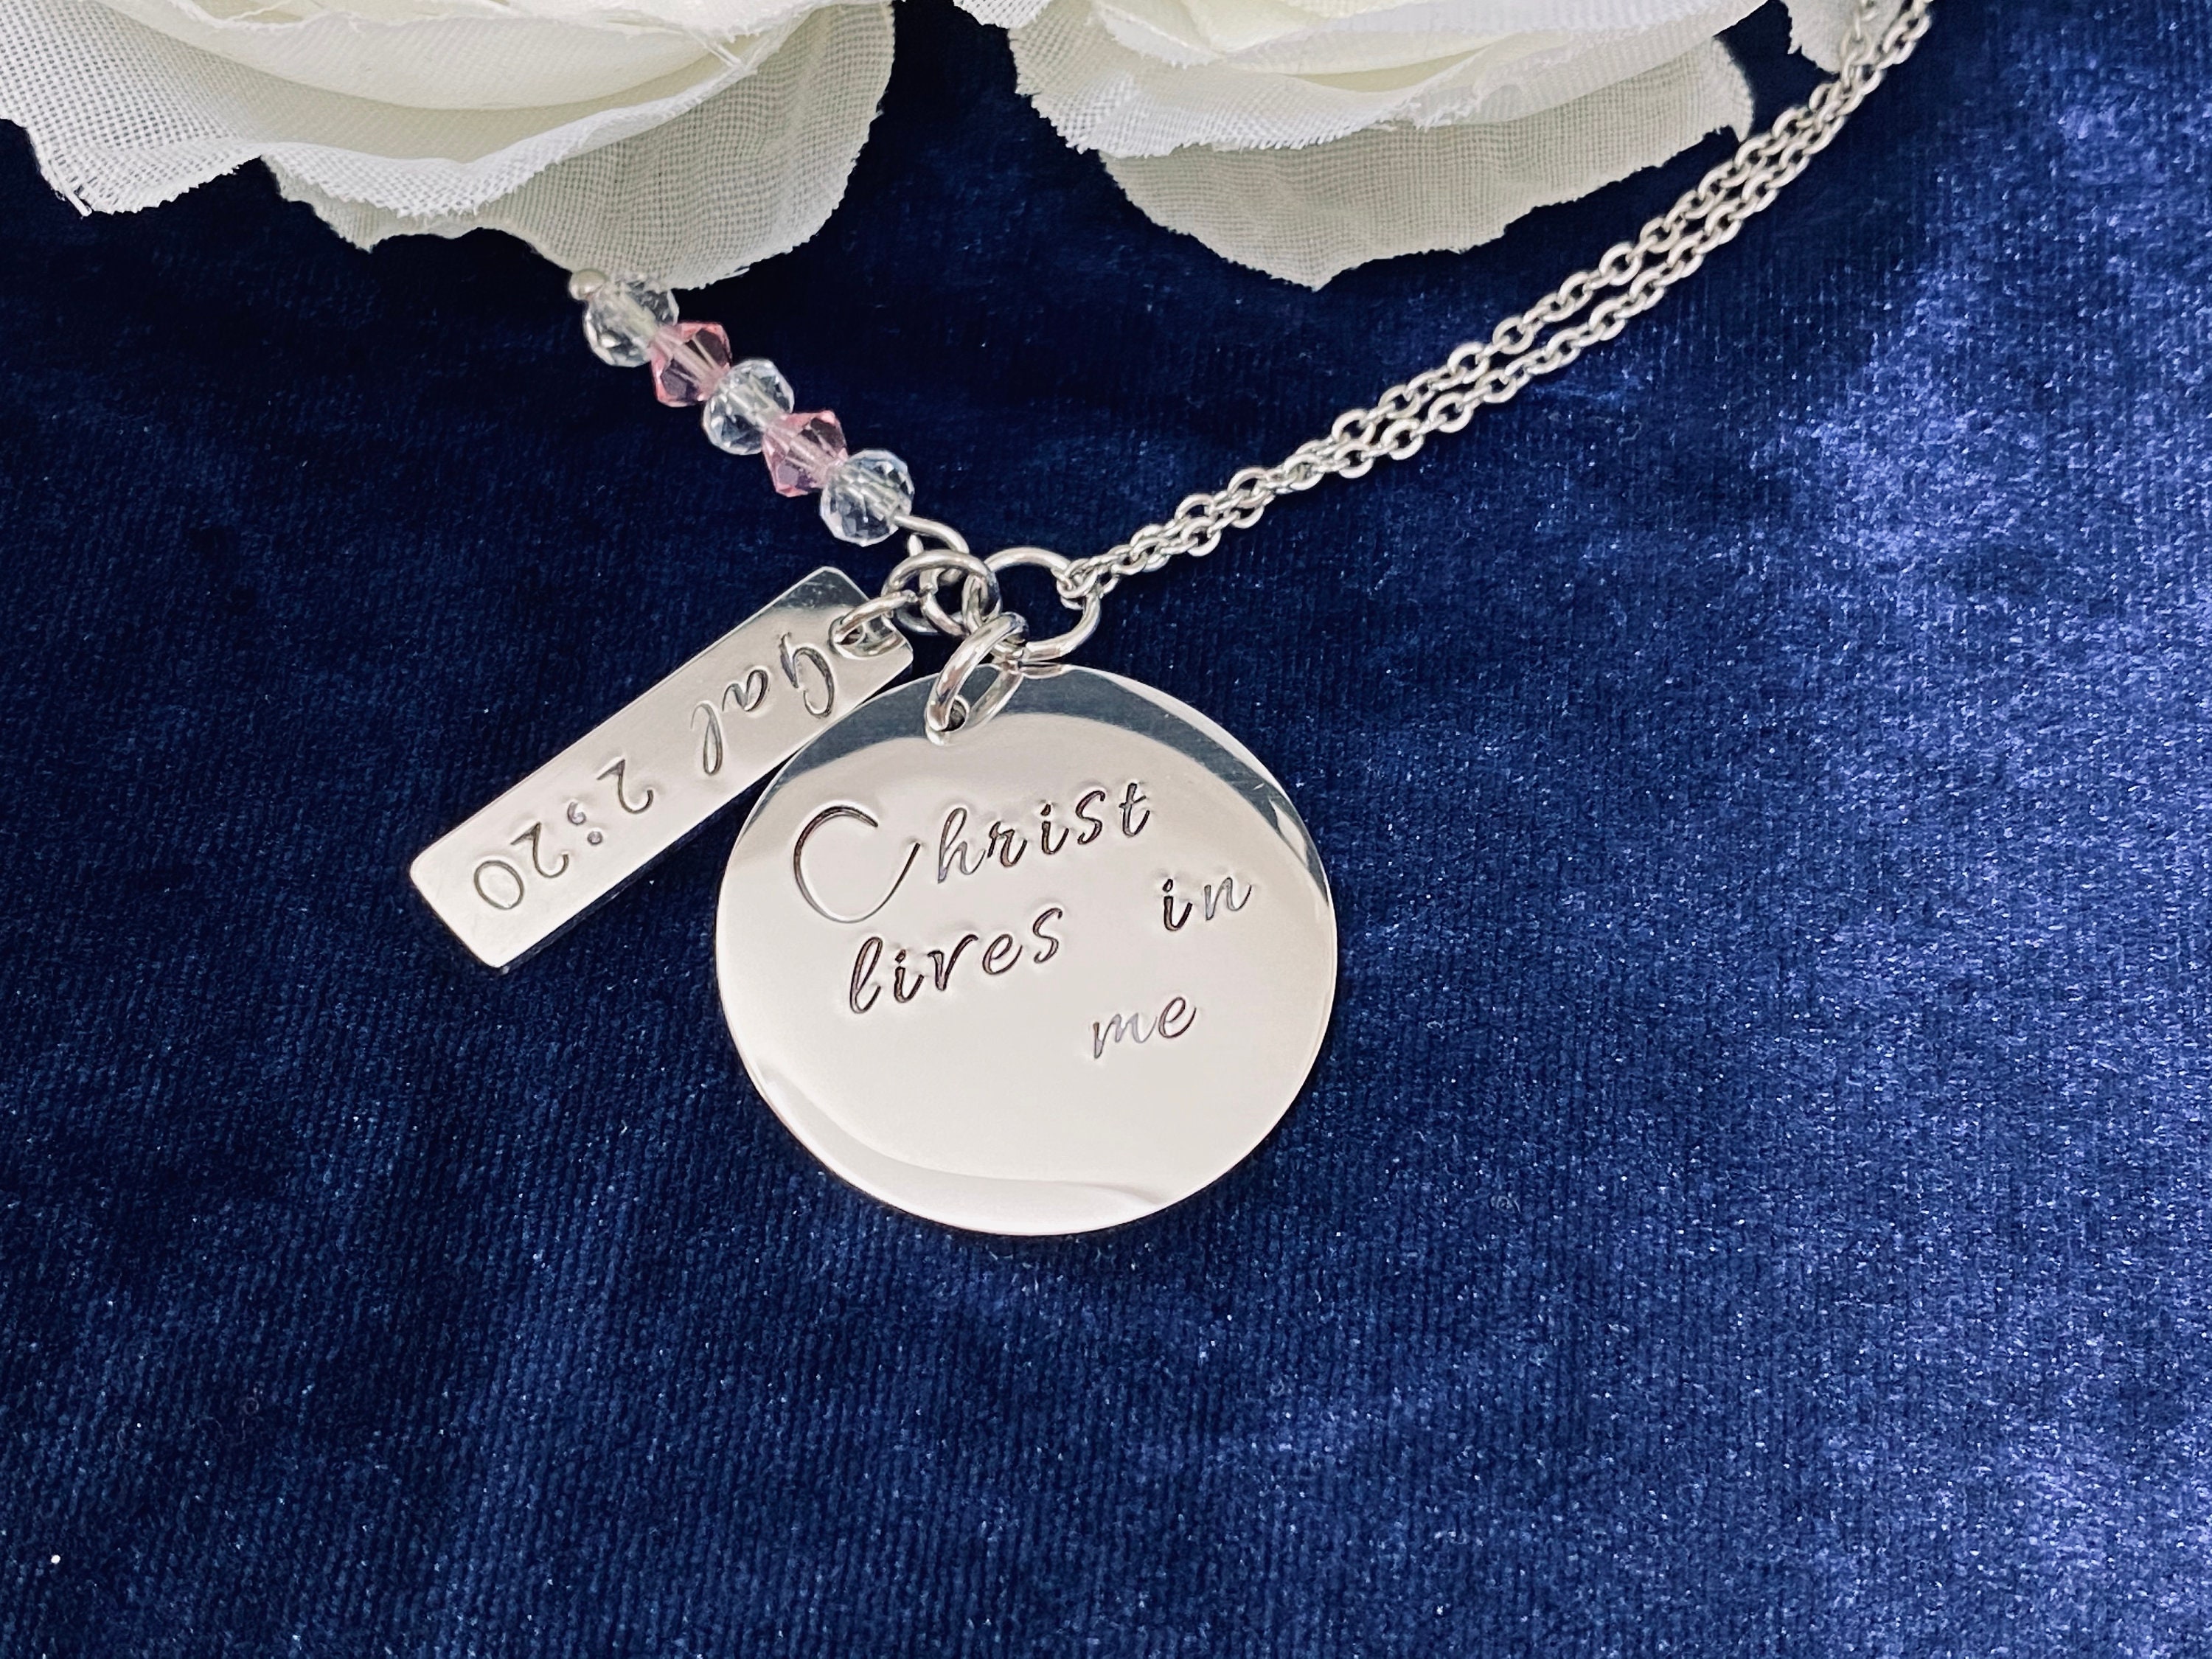 Christ
lives in
me
Gal 2:20